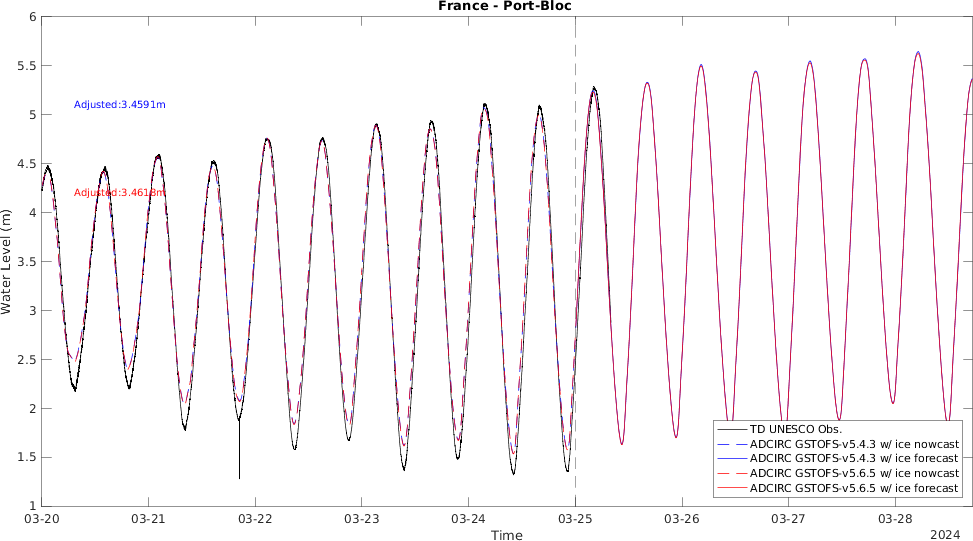 France - Port-Bloc
6
5.5
5
4.5
4
3.5
3
2.5
2
1.5
1
Water Level (m)
Adjusted:3.4591m
Adjusted:3.4618m
TD UNESCO Obs.
ADCIRC GSTOFS-v5.4.3 w/ ice nowcast
ADCIRC GSTOFS-v5.4.3 w/ ice forecast
ADCIRC GSTOFS-v5.6.5 w/ ice nowcast
ADCIRC GSTOFS-v5.6.5 w/ ice forecast
03-20 03-21 03-22 03-23 03-24 03-25 03-26 03-27 03-28
Time
2024